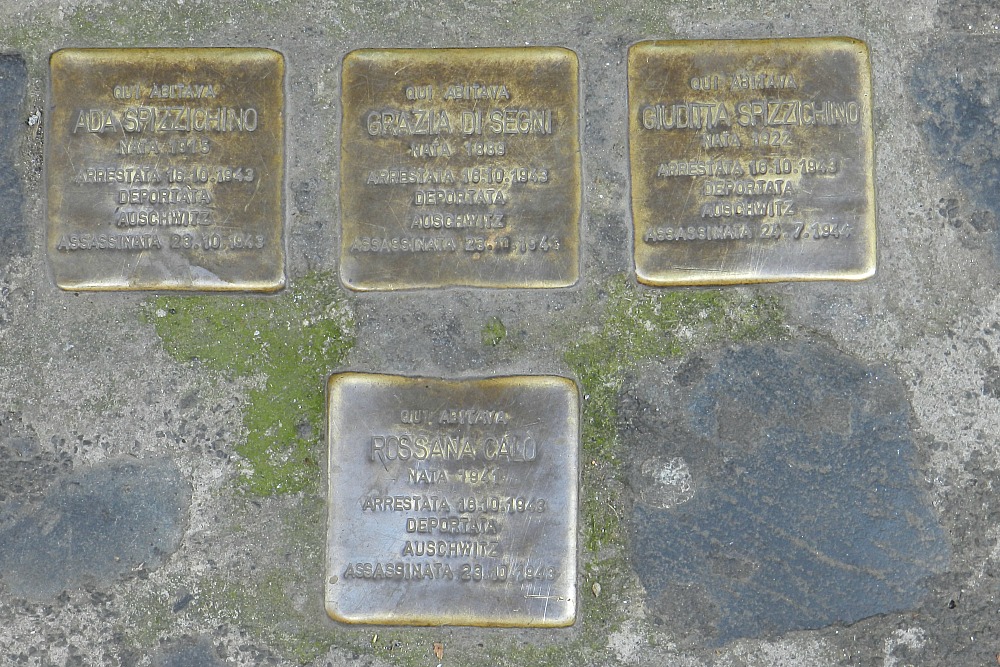 QUI ABITAVA
ADA SPIZZICHINO
NATA 1915
ARRESTATA 16.10.1943
DEPORTATA
AUSCHWITZ
ASSASSINATA 23.10.1943
QUI ABITAVA
GRAZIA DI SEGNI
NATA 1889
ARRESTATA 16.10.1943
DEPORTATA
AUSCHWITZ
ASSASSINATA 23.10.1943
QUI ABITAVA
GIUDITTA SPIZZICHINO
NATA 1922
ARRESTATA 16.10.1943
DEPORTATA
AUSCHWITZ
ASSASSINATA 24.7.1944
QUI ABITAVA
ROSSANA CALÒ
NATA 1941
ARRESTATA 16.10.1943
DEPORTATA
AUSCHWITZ
ASSASSINATA 23.10.1943